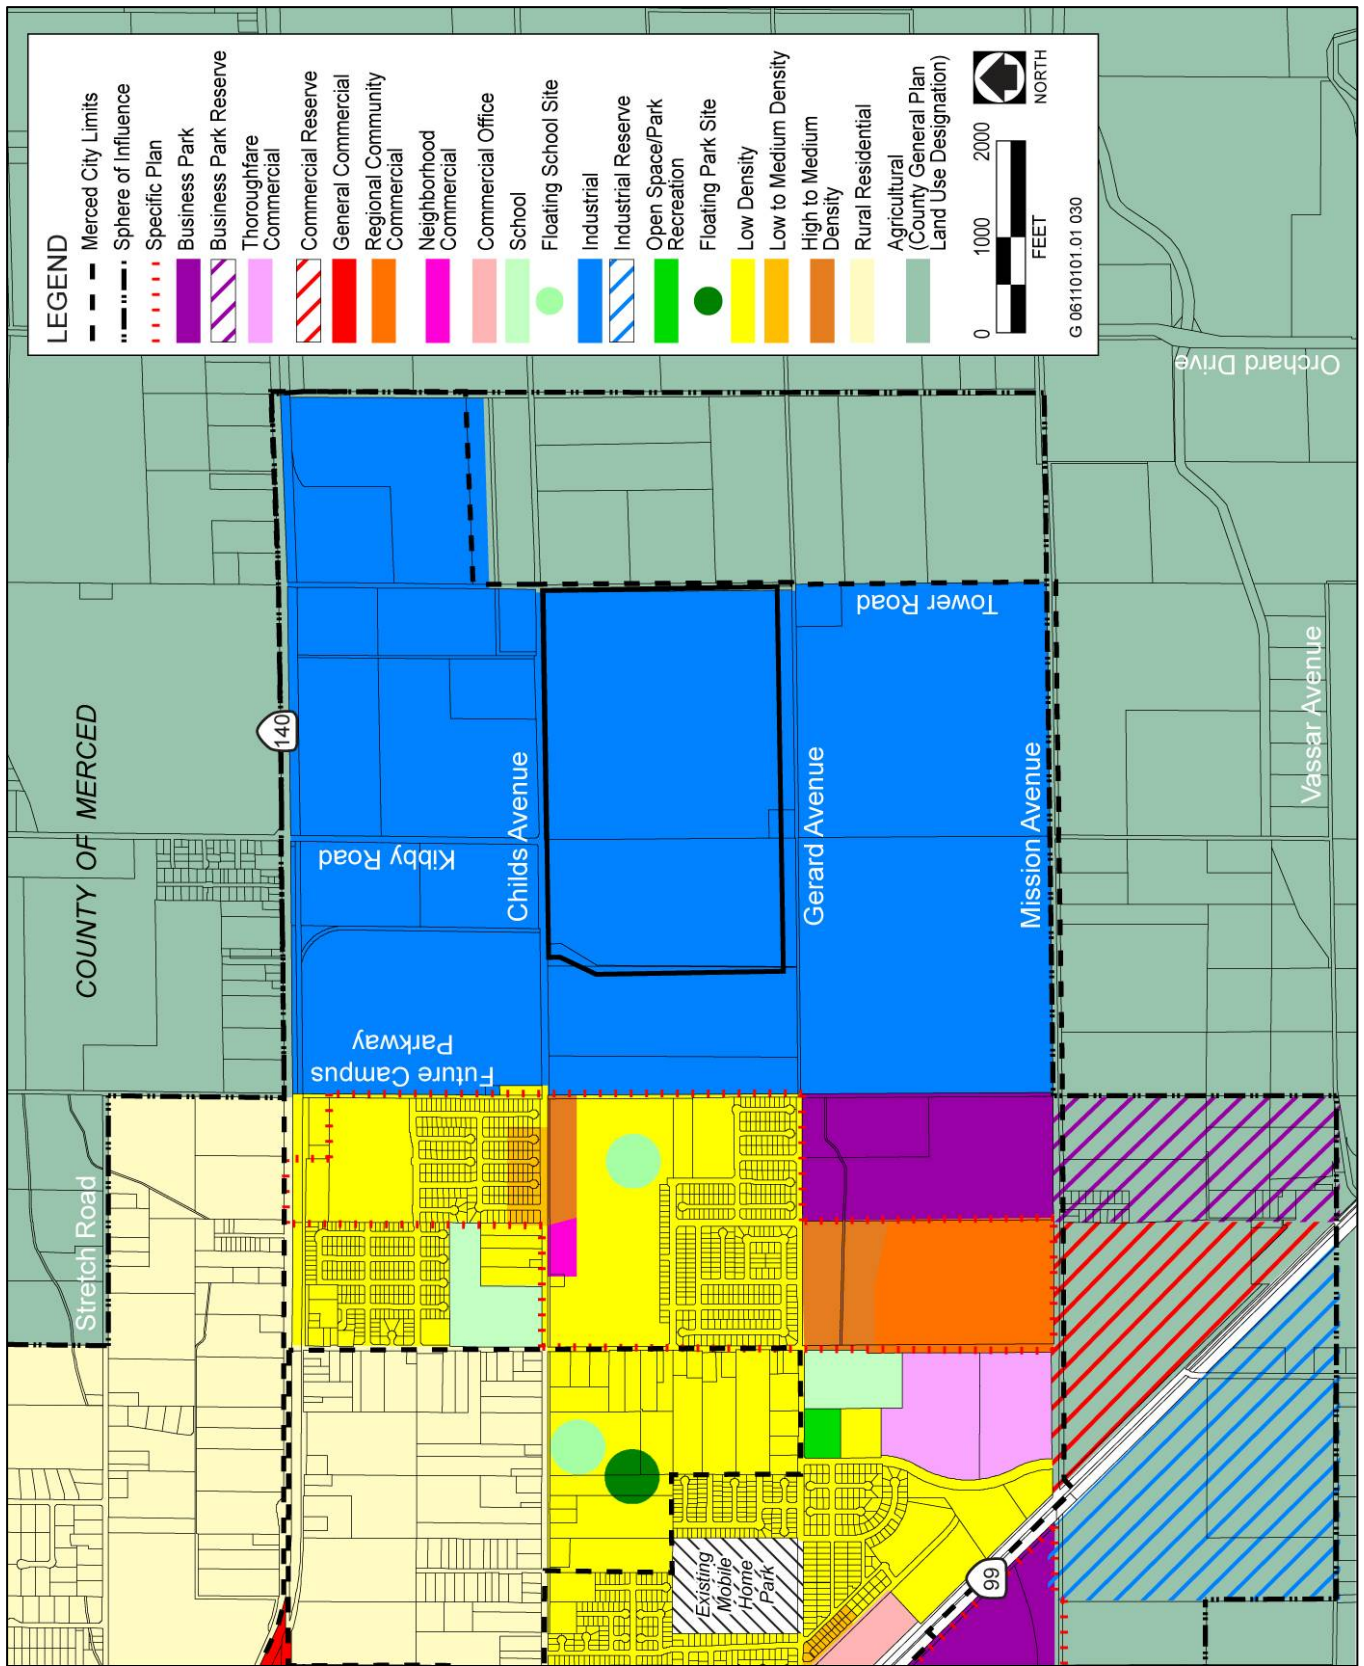 LEGEND
Merced City Limits
Sphere of Influence
Specific Plan
Business Park
Business Park Reserve
Thoroughfare
Commercial
Commercial Reserve
General Commercial
Regional Community
Commercial
Neighborhood
Commercial
Commercial Office
School
Floating School Site
Industrial
Industrial Reserve
Open Space/Park
Recreation
Floating Park Site
Low Density
Low to Medium Density
High to Medium
Density
Rural Residential
Agricultural
(County General Plan
Land Use Designation)
0 1000 2000
FEET
NORTH
G 06110101.01 030
COUNTY OF MERCED
Stretch Road
140
Kibby Road
Future Campus
Parkway
Childs Avenue
Gerard Avenue
Tower Road
Mission Avenue
Vassar Avenue
Orchard Drive
Existing
Mobile
Home
Park
99